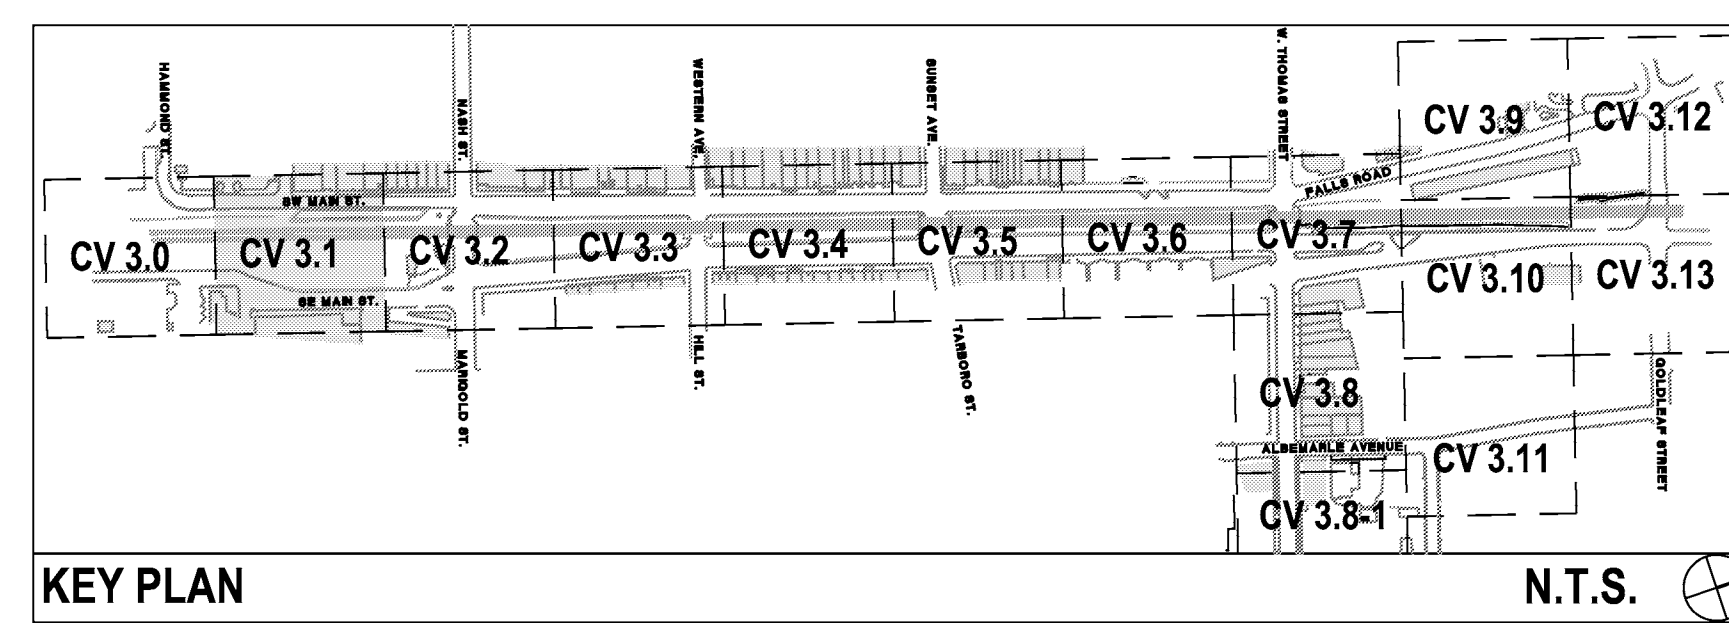 HAMMOND ST.
NASH ST.
WESTERN AVE.
SUNSET AVE.
W. THOMAS STREET
CV 3.9
CV 3.12
FALLS ROAD
SW MAIN ST.
CV 3.0
CV 3.1
CV 3.2
CV 3.3
CV 3.4
CV 3.5
CV 3.6
CV 3.7
CV 3.10
CV 3.13
SE MAIN ST.
MARIGOLD ST.
HILL ST.
TARBORO ST.
CV 3.8
GOLDLEAF STREET
ALBEMARLE AVENUE
CV 3.11
CV 3.8-1
KEY PLAN
N.T.S.